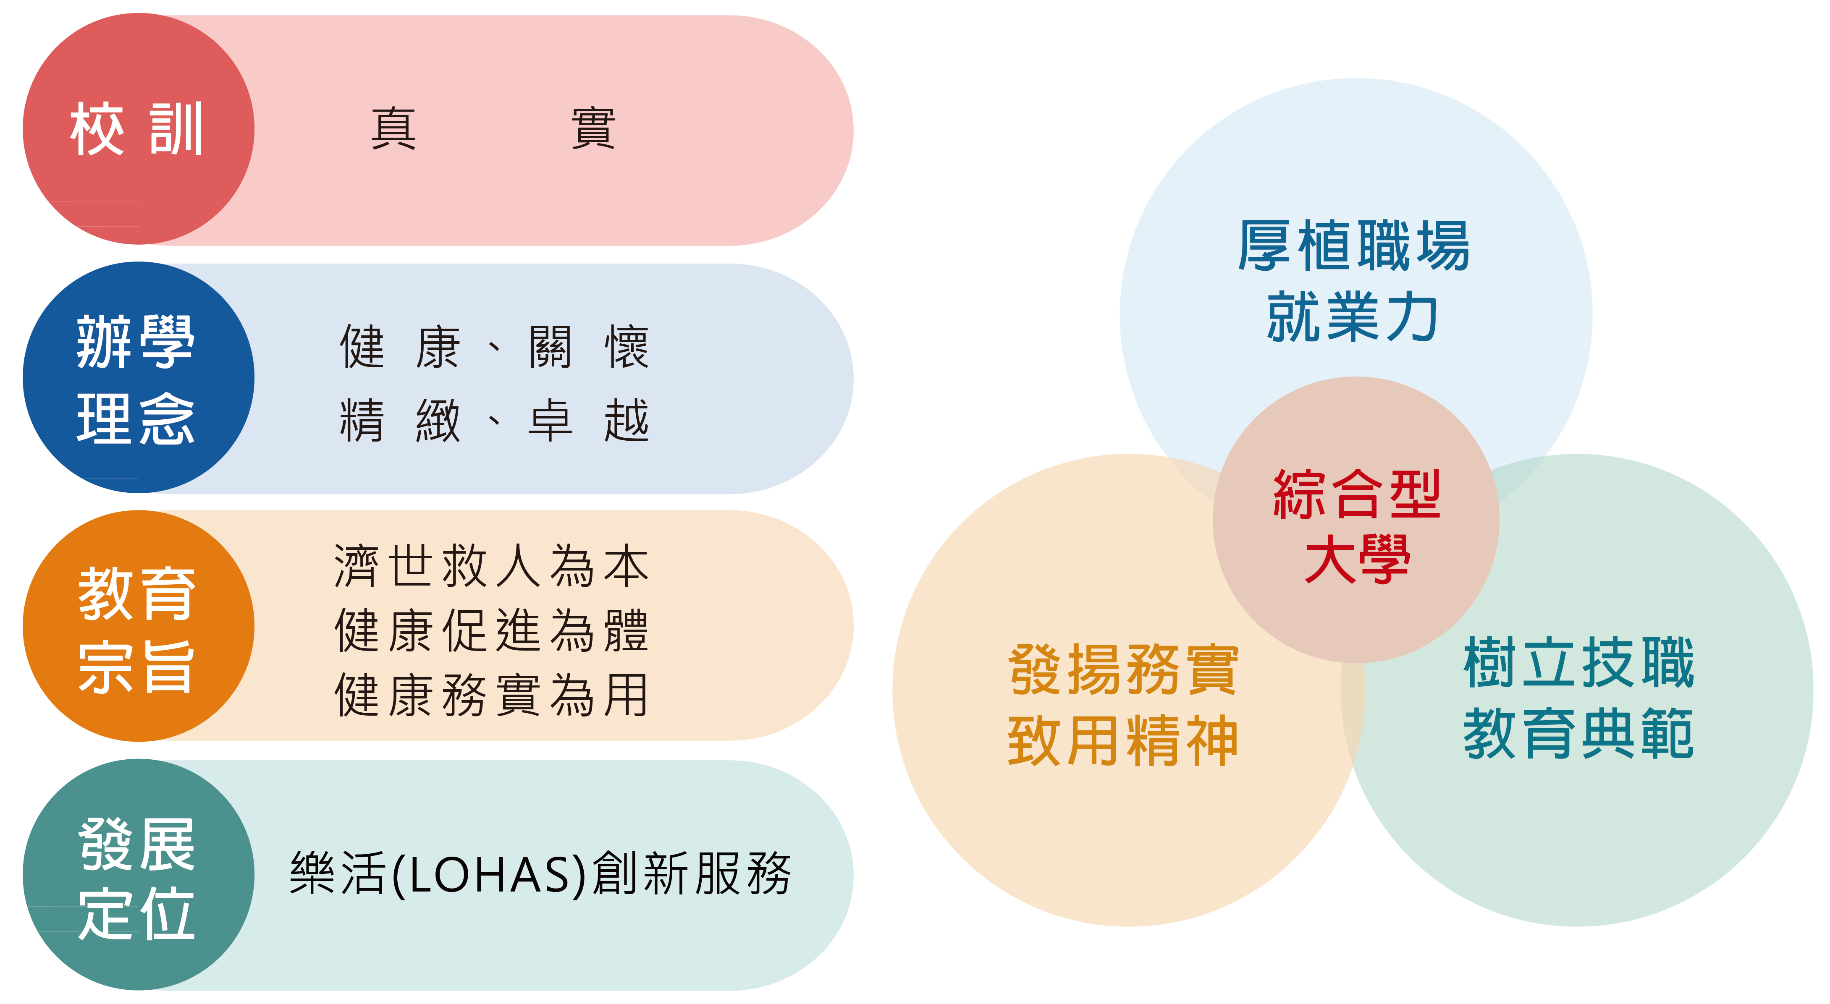 校訓
真實
辦學
理念
健康、關懷
精緻、卓越
教育
宗旨
濟世救人為本
健康促進為體
健康務實為用
發展
定位
樂活(LOHAS)創新服務
厚植職場
就業力
綜合型
大學
發揚務實
致用精神
樹立技職
教育典範